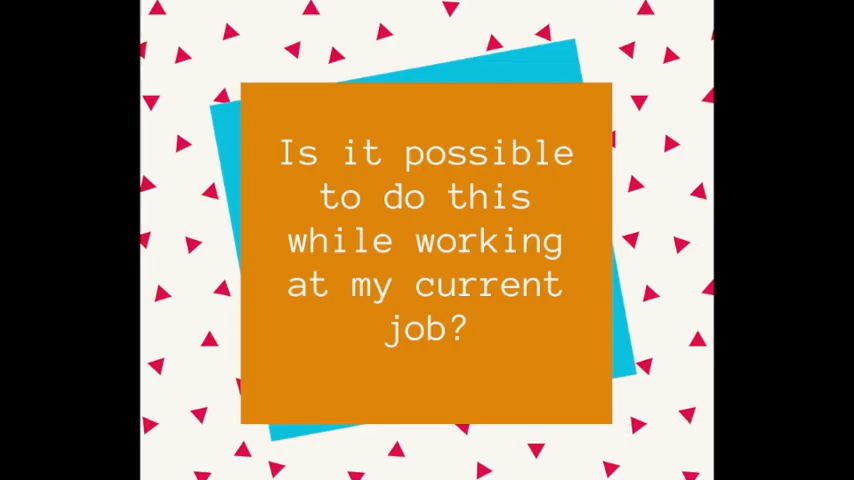 Is it possible
to do this
while working
at my current
job?